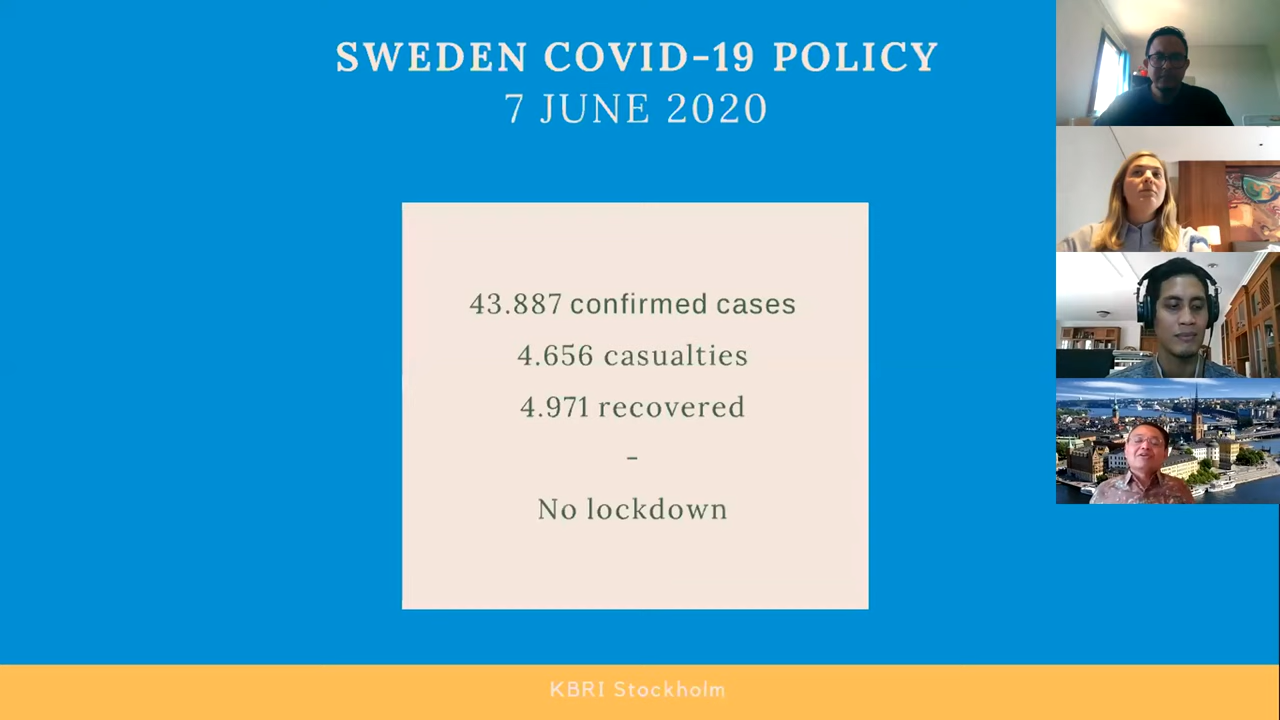 SWEDEN COVID-19 POLICY
7 JUNE 2020
43.887 confirmed cases
4.656 casualties
4.971 recovered
-
No lockdown
KBRI Stockholm